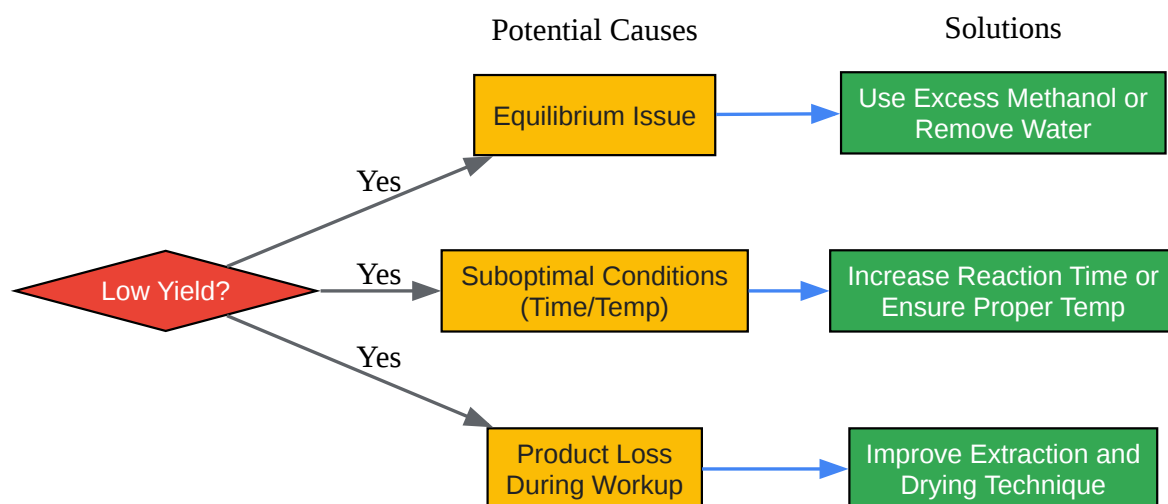 Potential Causes
Solutions
Equilibrium Issue
Use Excess Methanol or
Remove Water
Yes
Low Yield?
Yes
Suboptimal Conditions
(Time/Temp)
Increase Reaction Time or
Ensure Proper Temp
Yes
Product Loss
During Workup
Improve Extraction and
Drying Technique